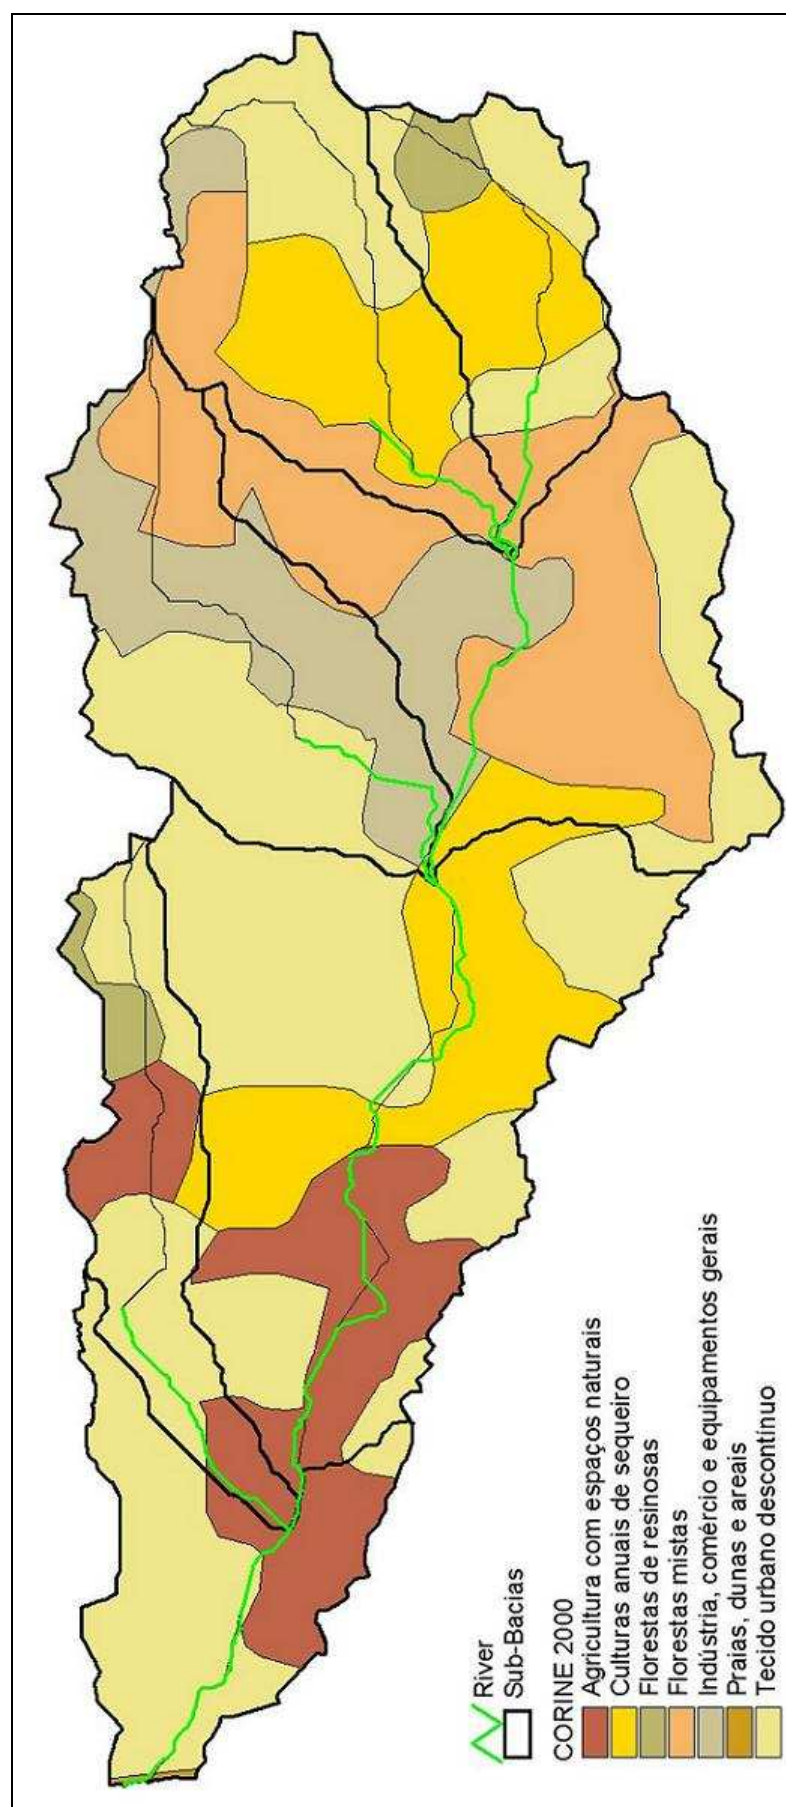 River
Sub-Bacias
CORINE 2000
Agricultura com espaços naturais
Culturas anuais de sequeiro
Florestas de resinosas
Florestas mistas
Indústria, comércio e equipamentos gerais
Praias, dunas e areais
Tecido urbano descontínuo